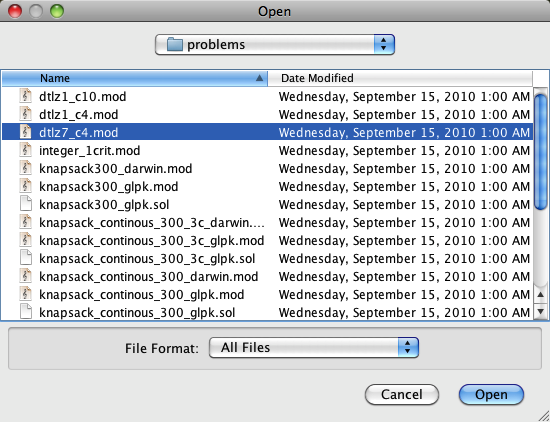 Open
problems
Name Date Modified
dtlz1_c10.mod Wednesday, September 15, 2010 1:00 AM
dtlz1_c4.mod Wednesday, September 15, 2010 1:00 AM
dtlz7_c4.mod Wednesday, September 15, 2010 1:00 AM
integer_1crit.mod Wednesday, September 15, 2010 1:00 AM
knapsack300_darwin.mod Wednesday, September 15, 2010 1:00 AM
knapsack300_glpk.mod Wednesday, September 15, 2010 1:00 AM
knapsack300_glpk.sol Wednesday, September 15, 2010 1:00 AM
knapsack_continous_300_3c_darwin.... Wednesday, September 15, 2010 1:00 AM
knapsack_continous_300_3c_glpk.mod Wednesday, September 15, 2010 1:00 AM
knapsack_continous_300_3c_glpk.sol Wednesday, September 15, 2010 1:00 AM
knapsack_continous_300_darwin.mod Wednesday, September 15, 2010 1:00 AM
knapsack_continous_300_glpk.mod Wednesday, September 15, 2010 1:00 AM
knapsack_continous_300_glpk.sol Wednesday, September 15, 2010 1:00 AM
File Format: All Files
Cancel Open